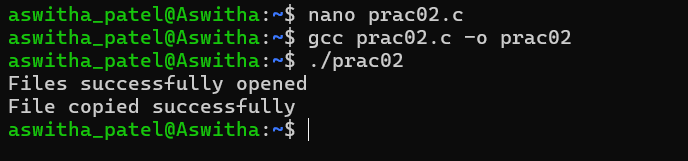 aswitha_patel@Aswitha:~$ nano prac02.c
aswitha_patel@Aswitha:~$ gcc prac02.c -o prac02
aswitha_patel@Aswitha:~$ ./prac02
Files successfully opened
File copied successfully
aswitha_patel@Aswitha:~$